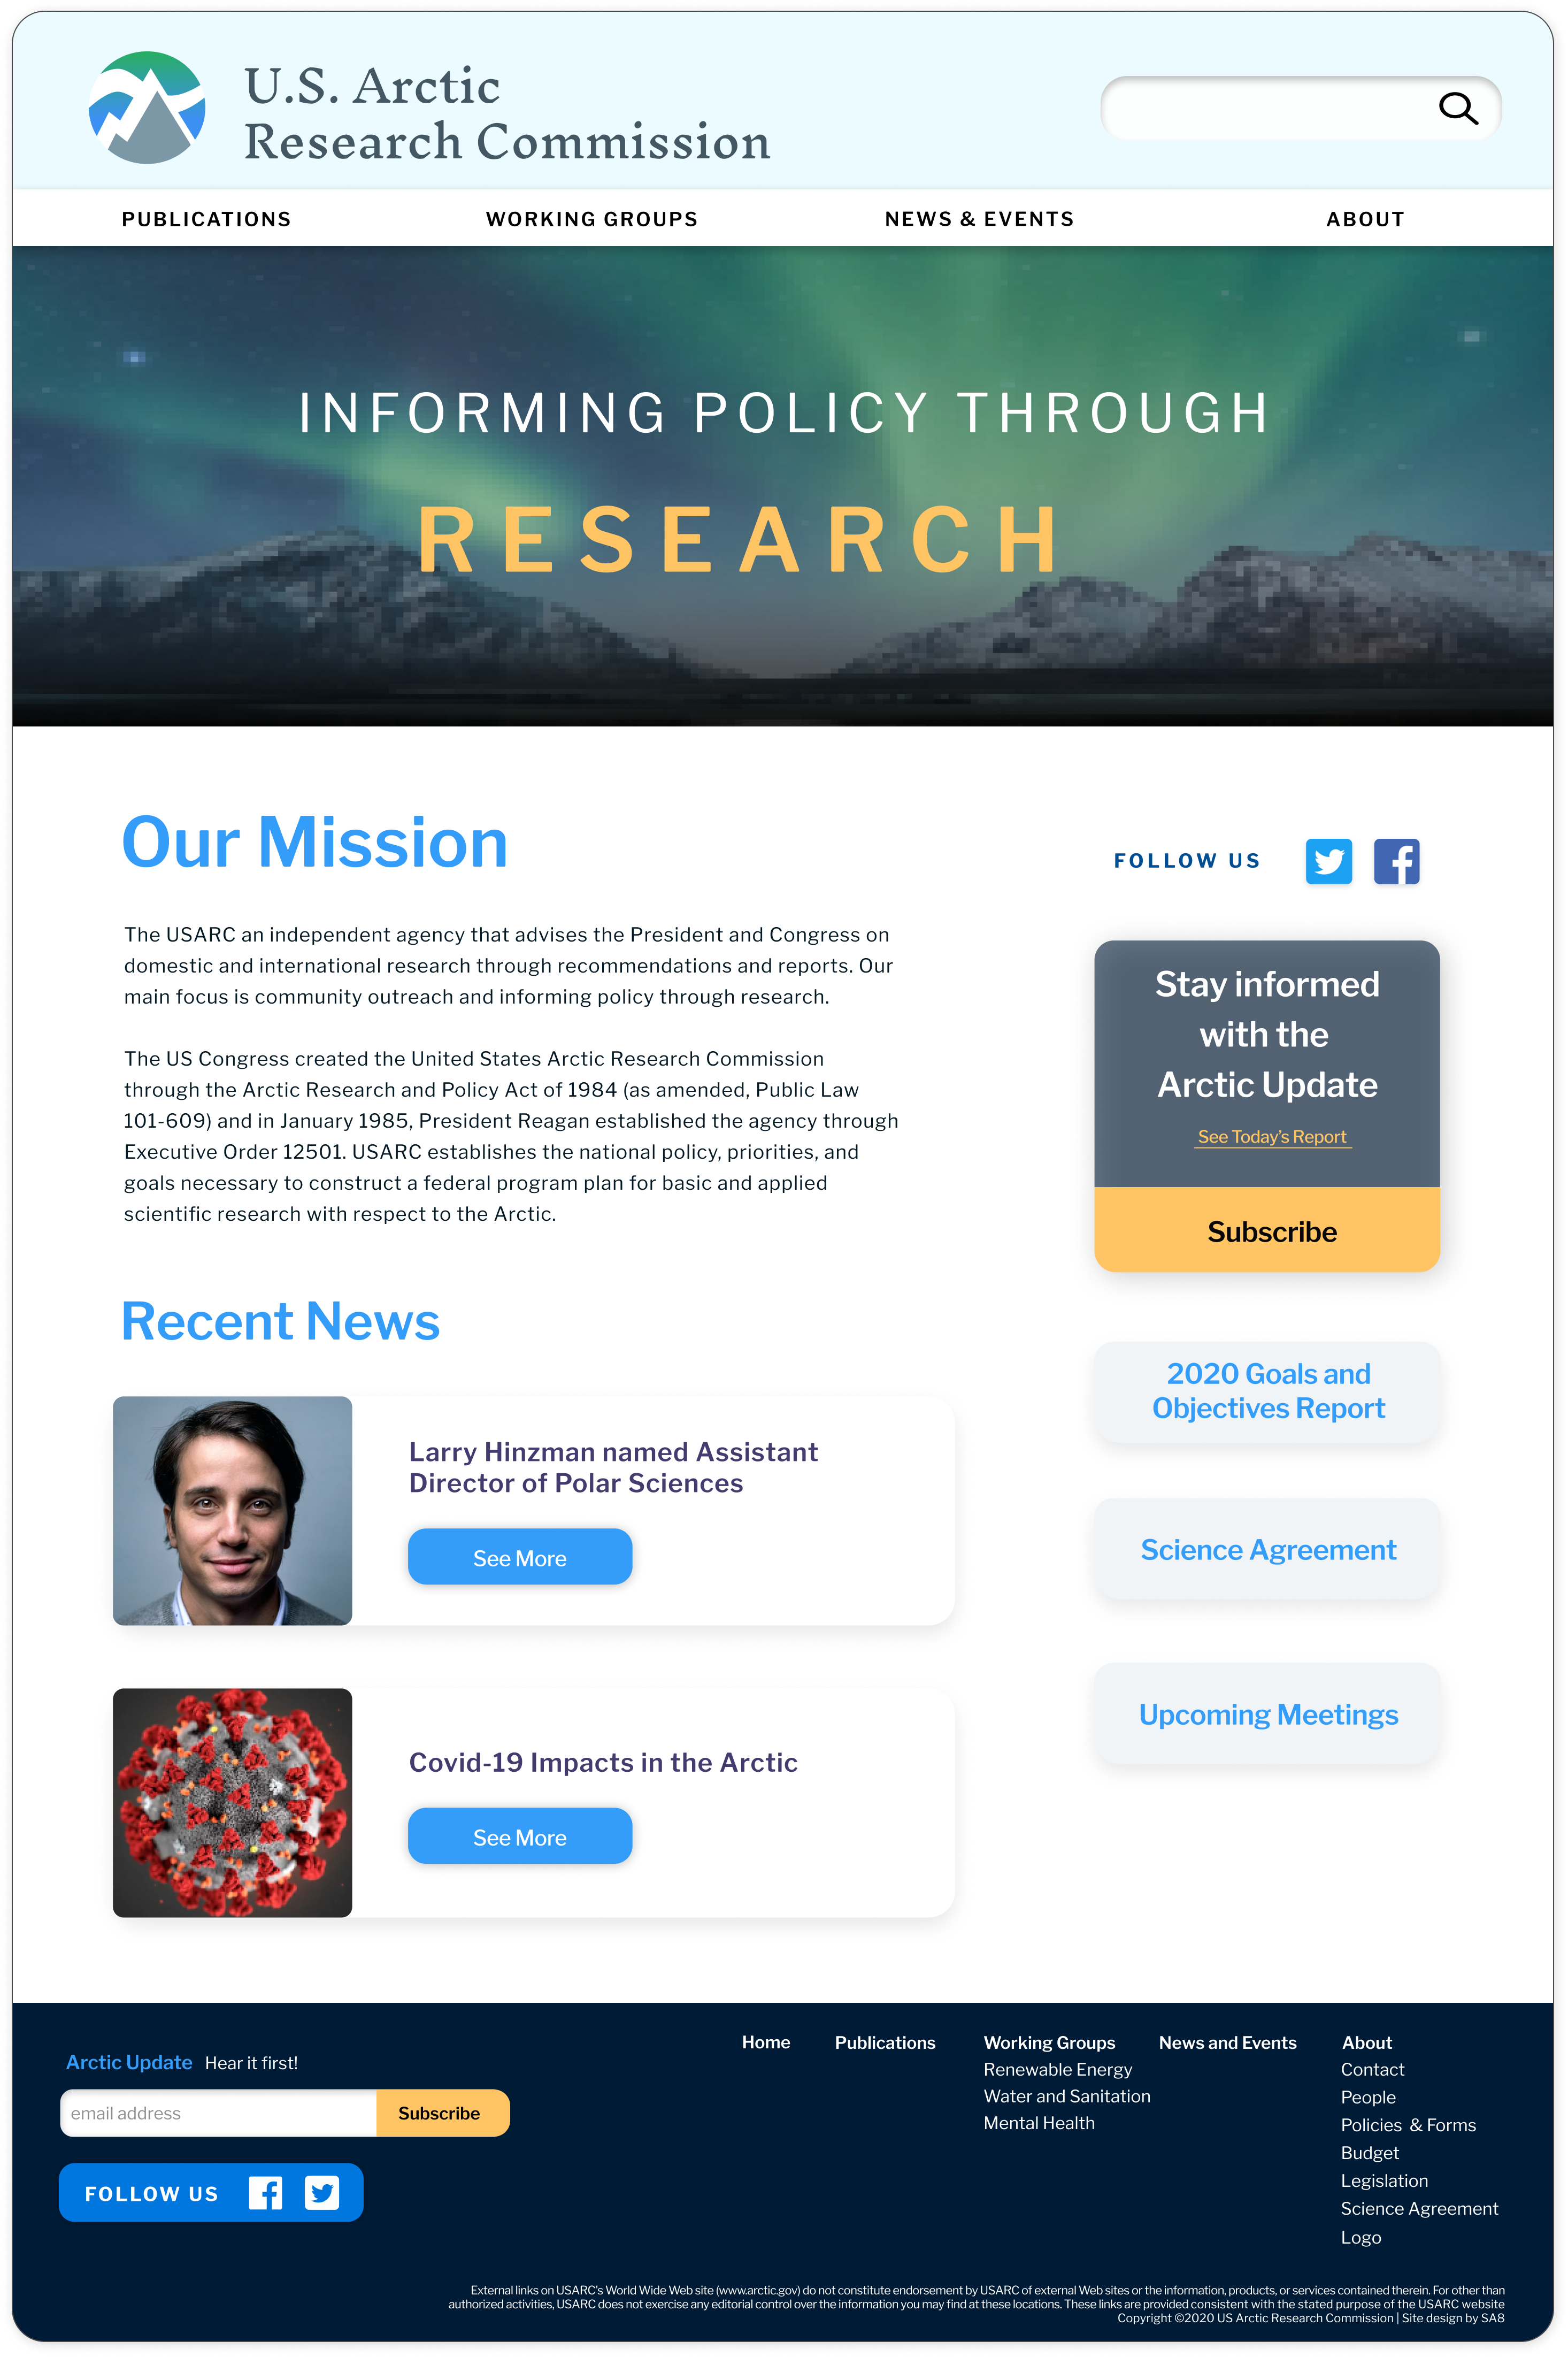 U.S. Arctic
Research Commission
PUBLICATIONS
WORKING GROUPS
NEWS & EVENTS
ABOUT
INFORMING POLICY THROUGH
RESEARCH
Our Mission
The USARC an independent agency that advises the President and Congress on
domestic and international research through recommendations and reports. Our
main focus is community outreach and informing policy through research.
The US Congress created the United States Arctic Research Commission
through the Arctic Research and Policy Act of 1984 (as amended, Public Law
101-609) and in January 1985, President Reagan established the agency through
Executive Order 12501. USARC establishes the national policy, priorities, and
goals necessary to construct a federal program plan for basic and applied
scientific research with respect to the Arctic.
Recent News
Larry Hinzman named Assistant
Director of Polar Sciences
See More
Covid-19 Impacts in the Arctic
See More
FOLLOW US
Stay informed
with the
Arctic Update
See Today's Report
Subscribe
2020 Goals and
Objectives Report
Science Agreement
Upcoming Meetings
Arctic Update Hear it first!
email address
Subscribe
FOLLOW US
Home
Publications
Working Groups
Renewable Energy
Water and Sanitation
Mental Health
News and Events
About
Contact
People
Policies & Forms
Budget
Legislation
Science Agreement
Logo
External links on USARC's World Wide Web site (www.arctic.gov) do not constitute endorsement by USARC of external Web sites or the information, products, or services contained therein. For other than
authorized activities, USARC does not exercise any editorial control over the information you may find at these locations. These links are provided consistent with the stated purpose of the USARC website
Copyright ©2020 US Arctic Research Commission | Site design by SA8